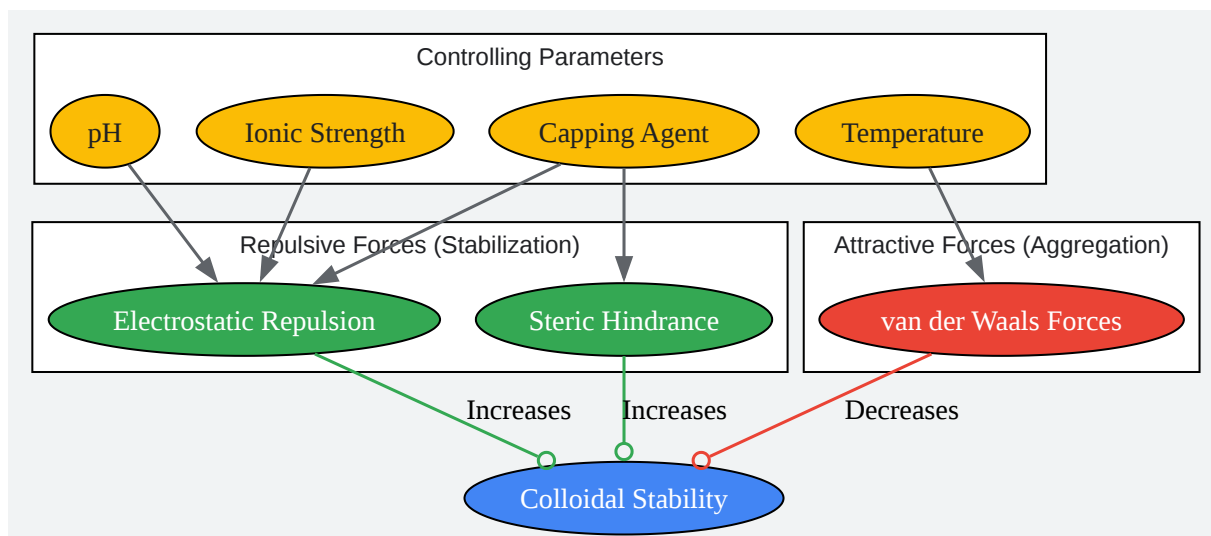 Controlling Parameters
pH
Ionic Strength
Capping Agent
Temperature
Repulsive Forces (Stabilization)
Attractive Forces (Aggregation)
Electrostatic Repulsion
Steric Hindrance
van der Waals Forces
Increases
Increases
Decreases
Colloidal Stability